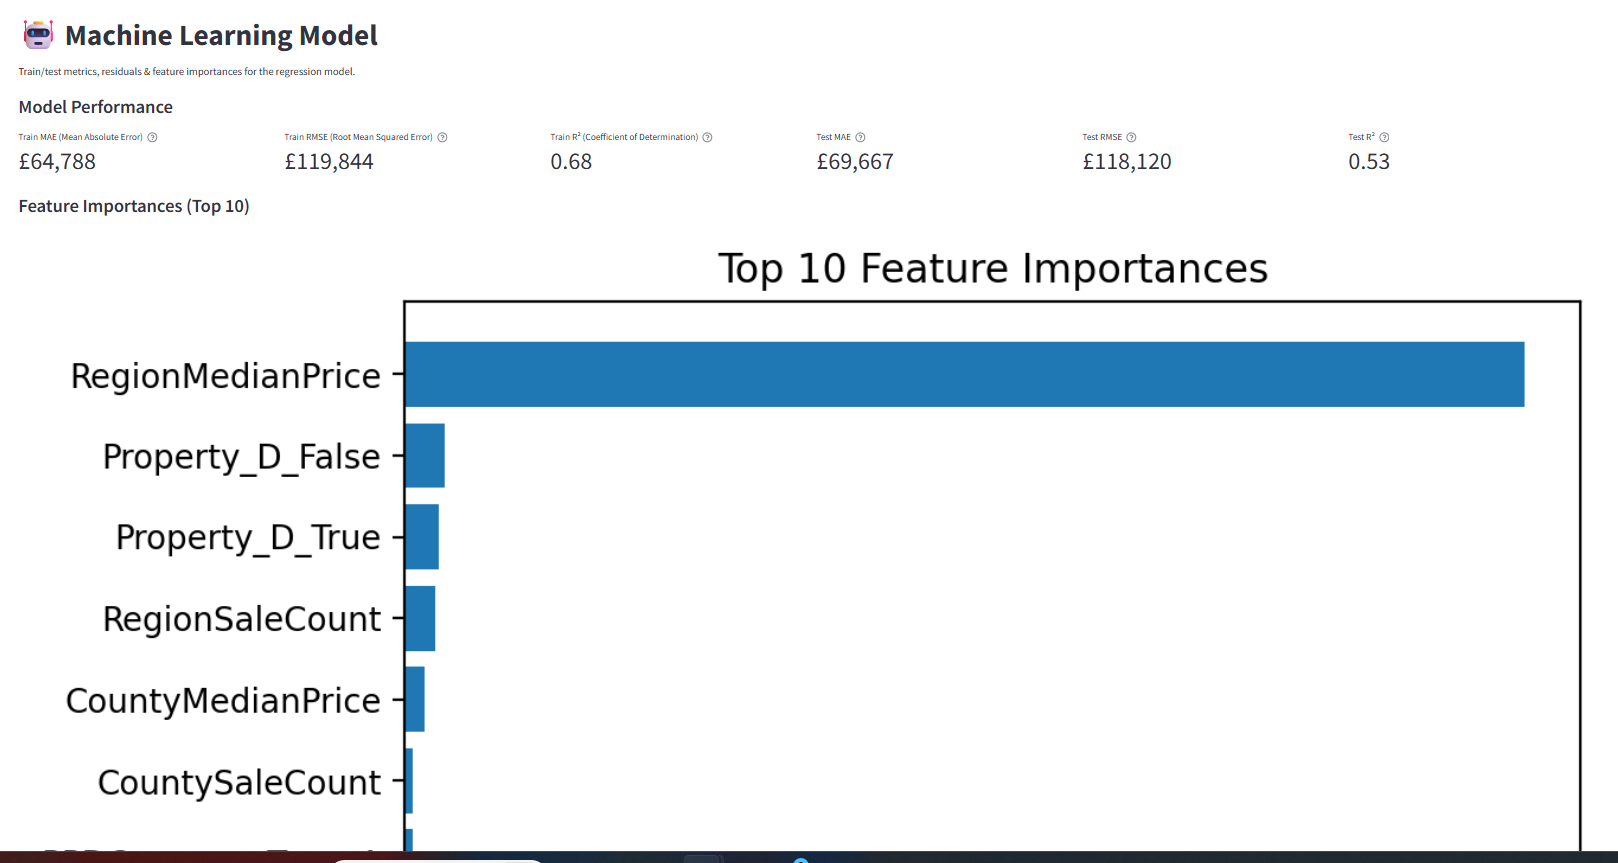 Machine Learning Model
Train/test metrics, residuals & feature importances for the regression model.
Model Performance
Train MAE (Mean Absolute Error)
£64,788
Train RMSE (Root Mean Squared Error)
£119,844
Train R² (Coefficient of Determination)
0.68
Test MAE
£69,667
Test RMSE
£118,120
Test R²
0.53
Feature Importances (Top 10)
Top 10 Feature Importances
RegionMedianPrice
Property_D_False
Property_D_True
RegionSaleCount
CountyMedianPrice
CountySaleCount